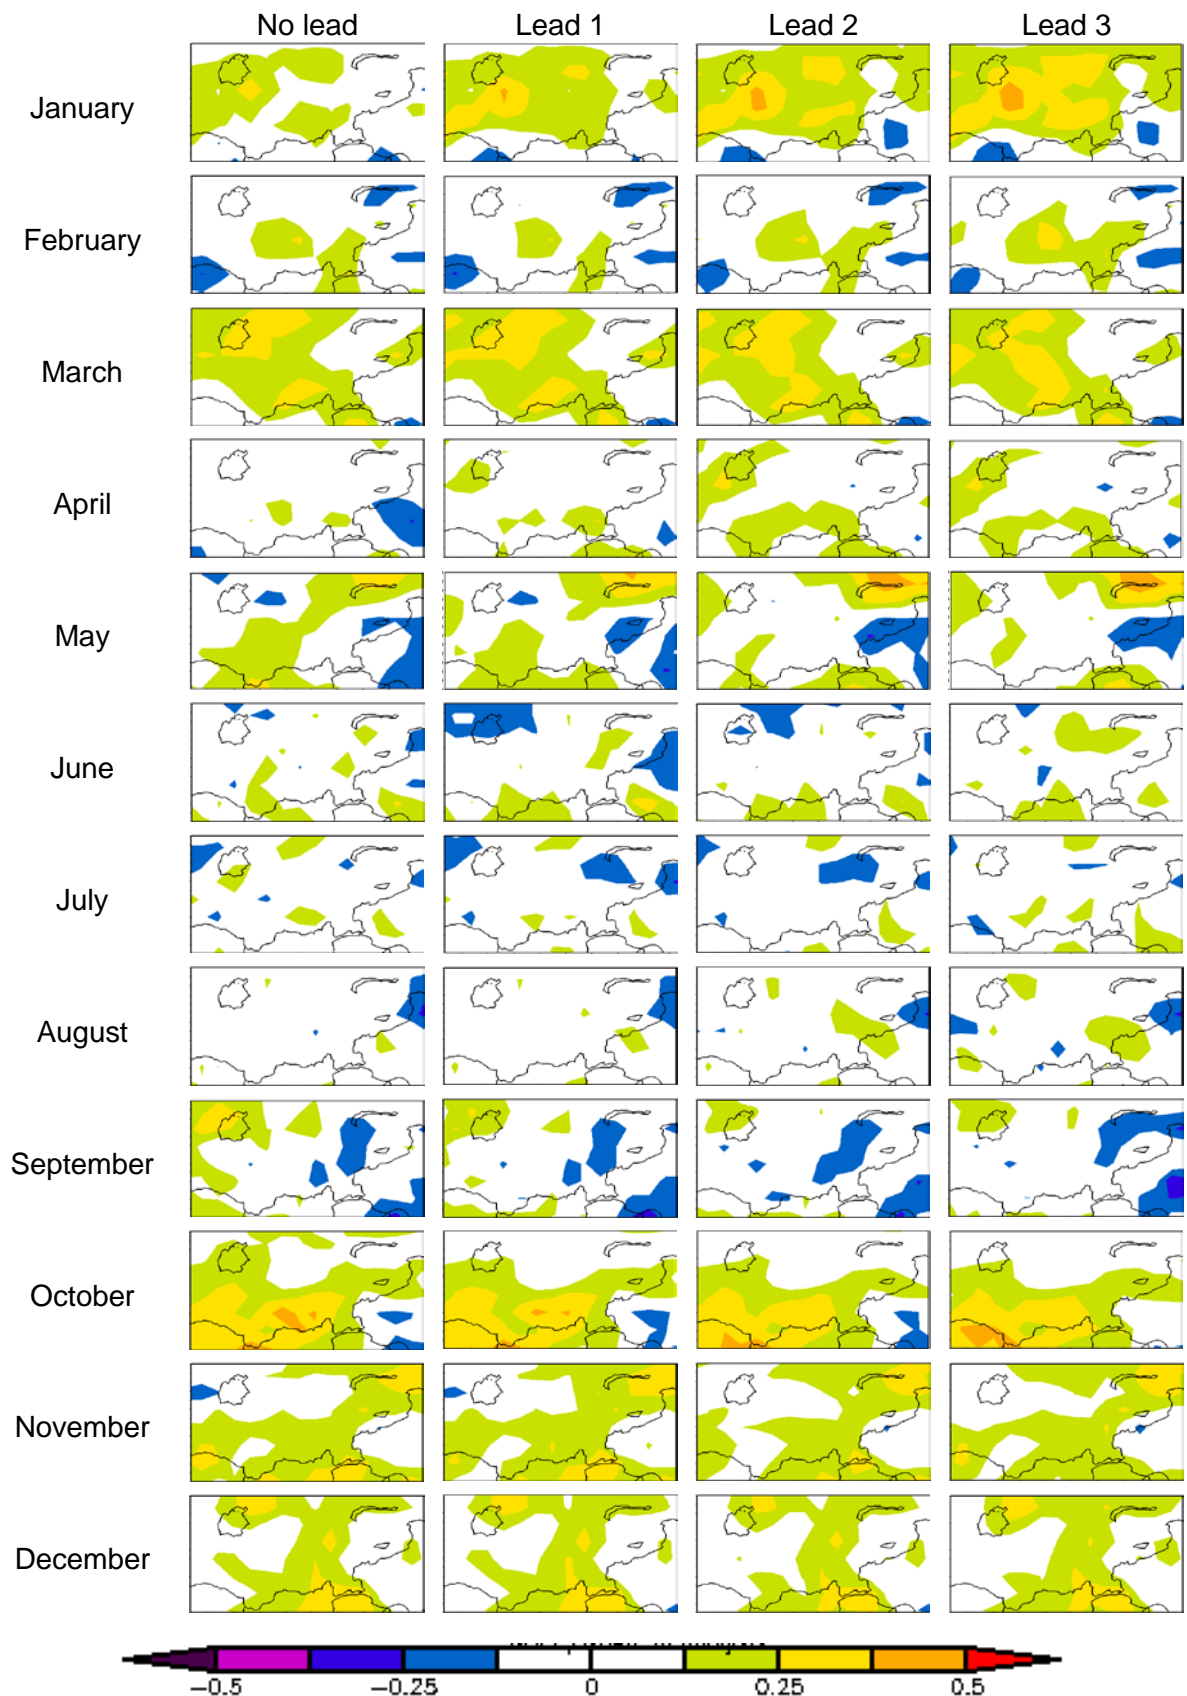 No lead Lead 1 Lead 2 Lead 3
January
February
March
April
May
June
July
August
September
October
November
December
−0.5 −0.25 0 0.25 0.5